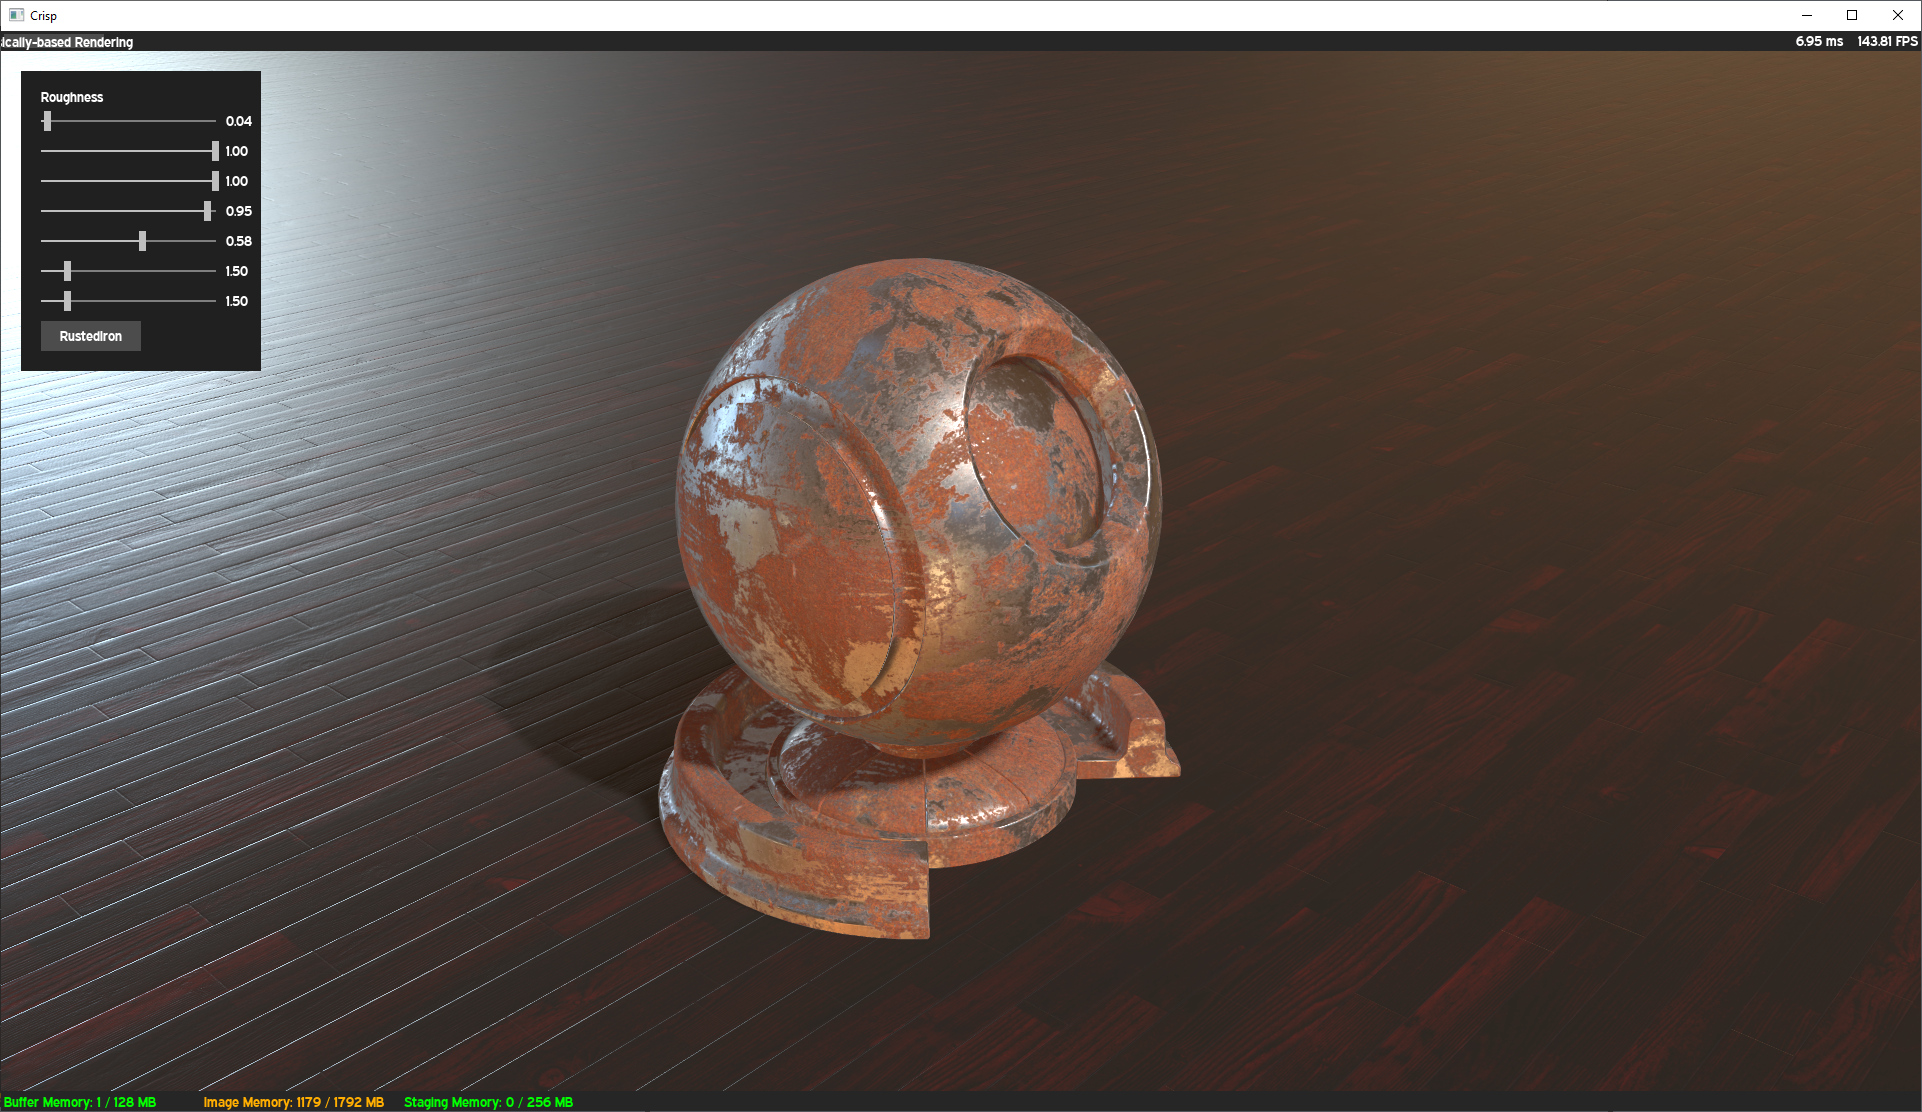 Crisp
ically-based Rendering
6.95 ms 143.81 FPS
Roughness
0.04
1.00
1.00
0.95
0.58
1.50
1.50
RustedIron
Buffer Memory: 1 / 128 MB Image Memory: 1179 / 1792 MB Staging Memory: 0 / 256 MB